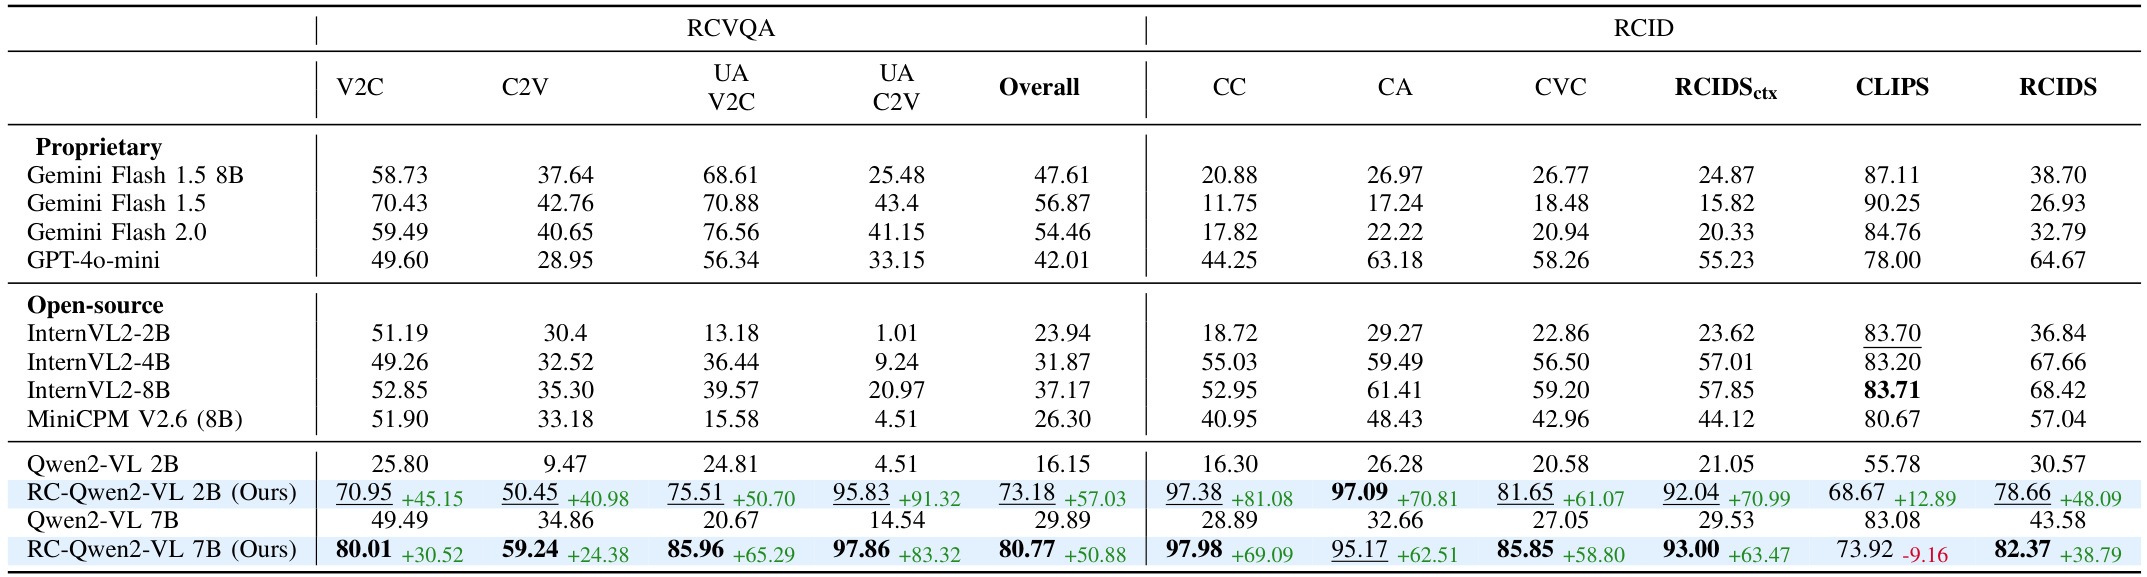 RCVQA RCID
V2C C2V UA V2C UA C2V Overall CC CA CVC RCIDSctx CLIPS RCIDS
Proprietary
Gemini Flash 1.5 8B 58.73 37.64 68.61 25.48 47.61 20.88 26.97 26.77 24.87 87.11 38.70
Gemini Flash 1.5 70.43 42.76 70.88 43.4 56.87 11.75 17.24 18.48 15.82 90.25 26.93
Gemini Flash 2.0 59.49 40.65 76.56 41.15 54.46 17.82 22.22 20.94 20.33 84.76 32.79
GPT-4o-mini 49.60 28.95 56.34 33.15 42.01 44.25 63.18 58.26 55.23 78.00 64.67
Open-source
InternVL2-2B 51.19 30.4 13.18 1.01 23.94 18.72 29.27 22.86 23.62 83.70 36.84
InternVL2-4B 49.26 32.52 36.44 9.24 31.87 55.03 59.49 56.50 57.01 83.20 67.66
InternVL2-8B 52.85 35.30 39.57 20.97 37.17 52.95 61.41 59.20 57.85 83.71 68.42
MiniCPM V2.6 (8B) 51.90 33.18 15.58 4.51 26.30 40.95 48.43 42.96 44.12 80.67 57.04
Qwen2-VL 2B 25.80 9.47 24.81 4.51 16.15 16.30 26.28 20.58 21.05 55.78 30.57
RC-Qwen2-VL 2B (Ours) 70.95 +45.15 50.45 +40.98 75.51 +50.70 95.83 +91.32 73.18 +57.03 97.38 +81.08 97.09 +70.81 81.65 +61.07 92.04 +70.99 68.67 +12.89 78.66 +48.09
Qwen2-VL 7B 49.49 34.86 20.67 14.54 29.89 28.89 32.66 27.05 29.53 83.08 43.58
RC-Qwen2-VL 7B (Ours) 80.01 +30.52 59.24 +24.38 85.96 +65.29 97.86 +83.32 80.77 +50.88 97.98 +69.09 95.17 +62.51 85.85 +58.80 93.00 +63.47 73.92 -9.16 82.37 +38.79